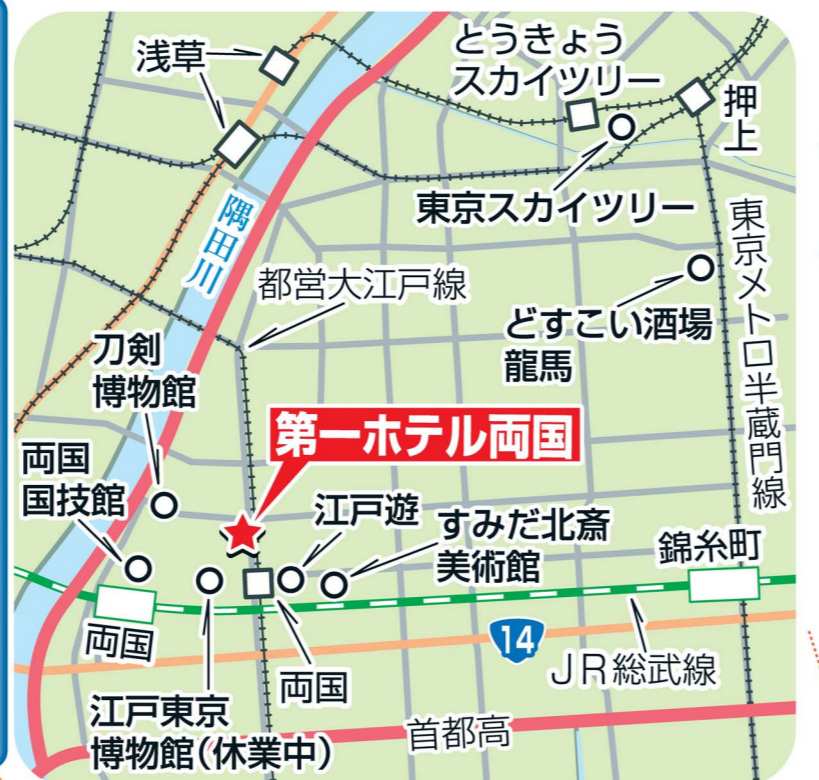 浅草
とうきょう
スカイツリー
押上
東京スカイツリー
隅田川
都営大江戸線
東京メトロ半蔵門線
どすこい酒場
龍馬
刀剣
博物館
第一ホテル両国
両国
国技館
江戸遊
すみだ北斎
美術館
錦糸町
両国
14
JR総武線
両国
江戸東京
博物館(休業中)
首都高